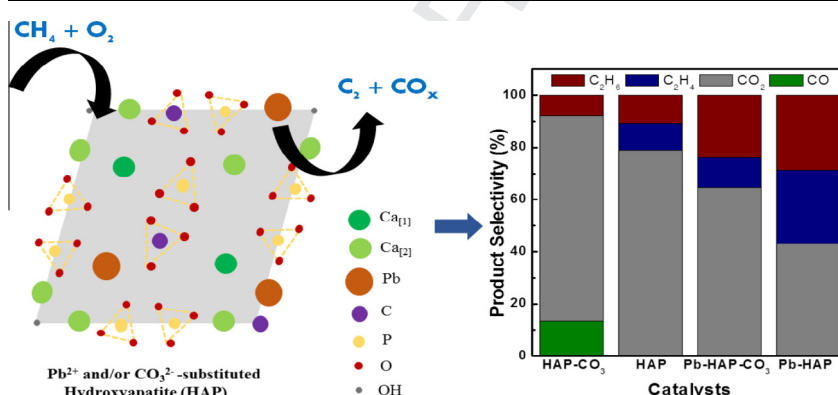 CH₄ + O₂
C₂ + COₓ
Ca[1]
Ca[2]
Pb
C
P
O
OH
Pb²⁺ and/or CO₃²⁻ -substituted
Hydroxyapatite (HAP)
C₂H₆ C₂H₄ CO₂ CO
Product Selectivity (%)
100
80
60
40
20
0
HAP-CO₃ HAP Pb-HAP-CO₃ Pb-HAP
Catalysts